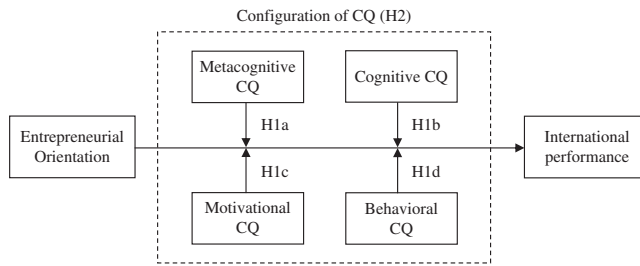 Configuration of CQ (H2)
Metacognitive
CQ
Cognitive CQ
H1a
H1b
Entrepreneurial
Orientation
International
performance
H1c
H1d
Motivational
CQ
Behavioral
CQ